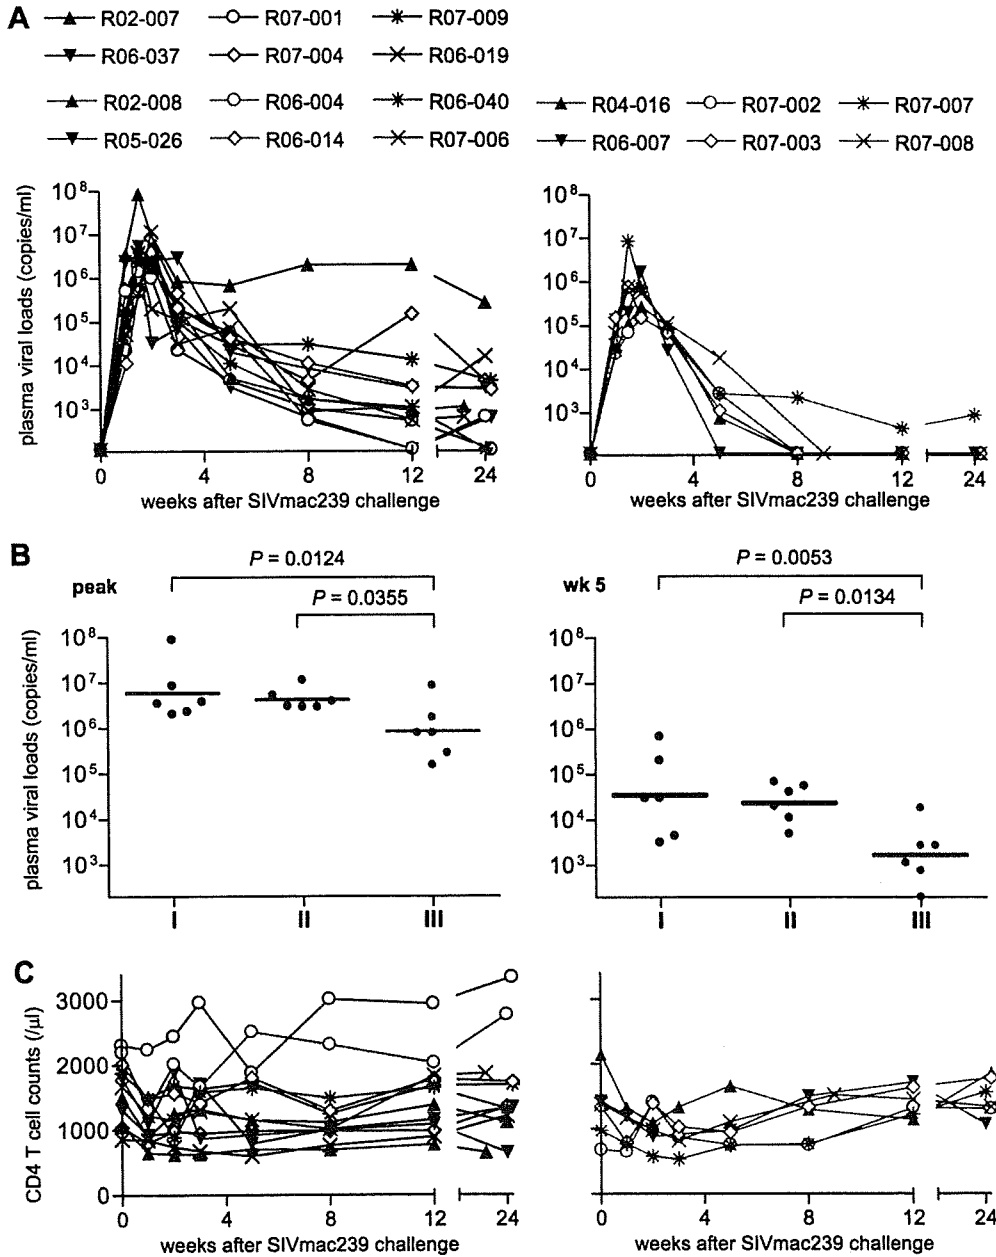 A
R02-007 R07-001 R07-009
R06-037 R07-004 R06-019
R02-008 R06-004 R06-040
R05-026 R06-014 R07-006
R04-016 R07-002 R07-007
R06-007 R07-003 R07-008
plasma viral loads (copies/ml)
10⁸
10⁷
10⁶
10⁵
10⁴
10³
0 4 8 12 24
weeks after SIVmac239 challenge
10⁸
10⁷
10⁶
10⁵
10⁴
10³
0 4 8 12 24
weeks after SIVmac239 challenge
B
peak
P = 0.0124
P = 0.0355
plasma viral loads (copies/ml)
10⁸
10⁷
10⁶
10⁵
10⁴
10³
I II III
wk 5
P = 0.0053
P = 0.0134
10⁸
10⁷
10⁶
10⁵
10⁴
10³
I II III
C
CD4 T cell counts (/μl)
3000
2000
1000
0
0 4 8 12 24
weeks after SIVmac239 challenge
0 4 8 12 24
weeks after SIVmac239 challenge